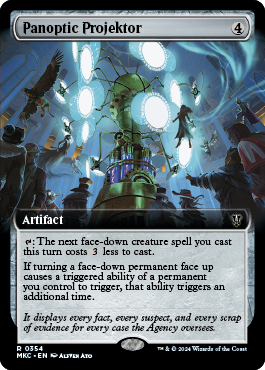 Panoptic Projektor 4
Artifact
: The next face-down creature spell you cast
this turn costs 3 less to cast.
If turning a face-down permanent face up
causes a triggered ability of a permanent
you control to trigger, that ability triggers an
additional time.
It displays every fact, every suspect, and every scrap
of evidence for every case the Agency oversees.
R 0354
MKC • EN Aliven Ato
™ & © 2024 Wizards of the Coast